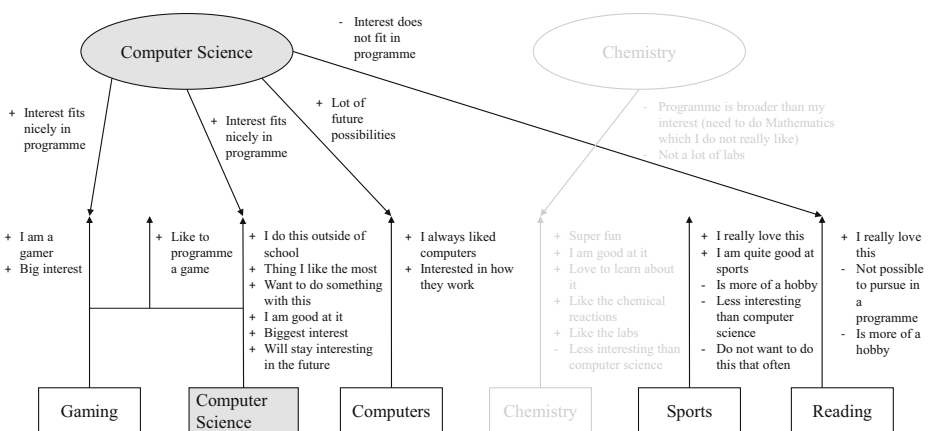 Computer Science
- Interest does
not fit in
programme
Chemistry
+ Interest fits
nicely in
programme
+ Interest fits
nicely in
programme
+ Lot of
future
possibilities
- Programme is broader than my
interest (need to do Mathematics
which I do not really like)
- Not a lot of labs
+ I am a
gamer
+ Big interest
+ Like to
programme
a game
+ I do this outside of
school
+ Thing I like the most
+ Want to do something
with this
+ I am good at it
+ Biggest interest
+ Will stay interesting
in the future
+ I always liked
computers
+ Interested in how
they work
+ Super fun
+ I am good at it
+ Love to learn about
it
+ Like the chemical
reactions
+ Like the labs
- Less interesting than
computer science
+ I really love this
+ I am quite good at
sports
- Is more of a hobby
- Less interesting
than computer
science
- Do not want to do
this that often
+ I really love
this
- Not possible
to pursue in
a
programme
- Is more of a
hobby
Gaming
Computer
Science
Computers
Chemistry
Sports
Reading